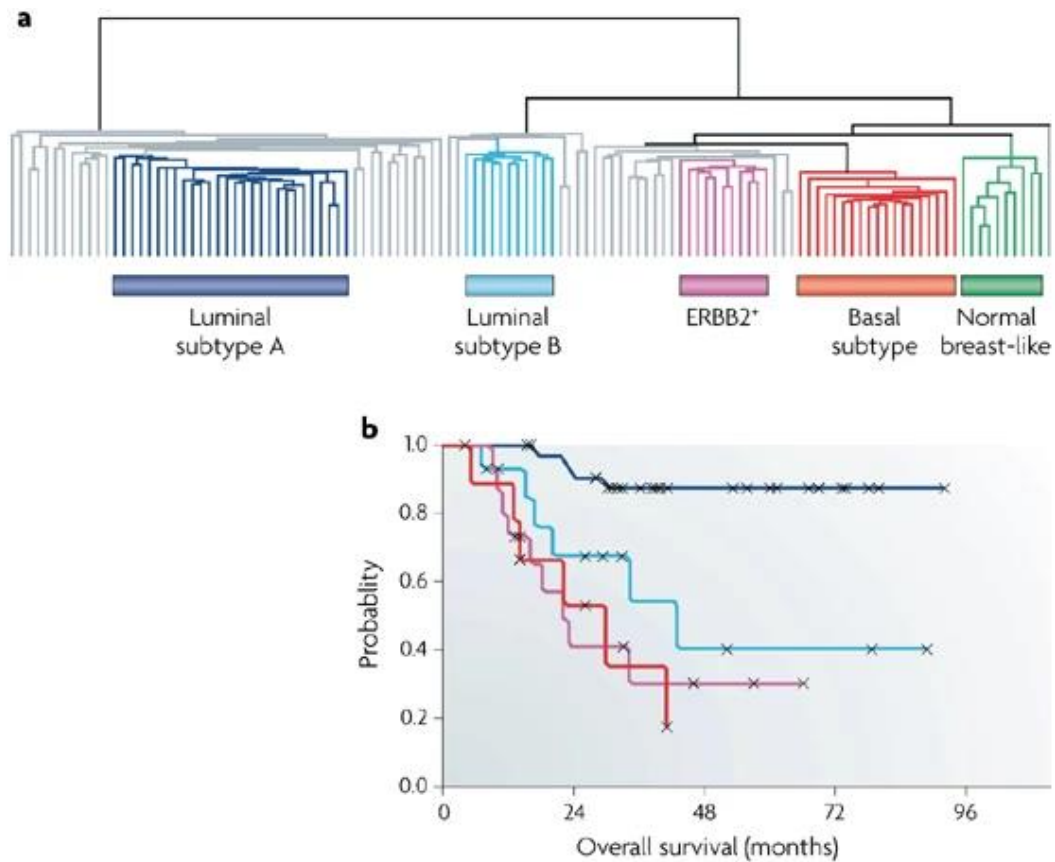 a
Luminal
subtype A
Luminal
subtype B
ERBB2⁺
Basal
subtype
Normal
breast-like
b
1.0
0.8
0.6
0.4
0.2
0.0
Probablity
0
24
48
72
96
Overall survival (months)